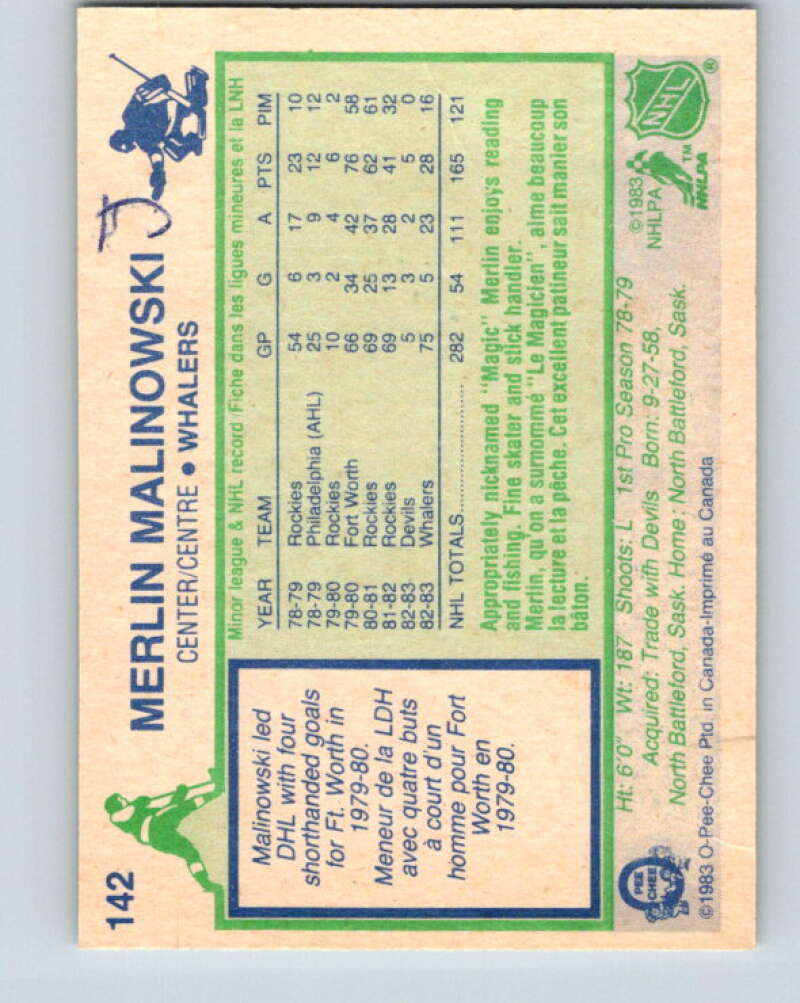 142
MERLIN MALINOWSKI
CENTER/CENTRE • WHALERS
Malinowski led
DHL with four
shorthanded goals
for Ft. Worth in
1979-80.
Meneur de la LDH
avec quatre buts
à court d'un
homme pour Fort
Worth en
1979-80.
Minor league & NHL record/Fiche dans les ligues mineures et la LNH
YEAR TEAM GP G A PTS PIM
78-79 Rockies 54 6 17 23 10
78-79 Philadelphia (AHL) 25 3 9 12 12
79-80 Rockies 10 2 4 6 2
79-80 Fort Worth 66 34 42 76 58
80-81 Rockies 69 25 37 62 61
81-82 Rockies 69 13 28 41 32
82-83 Devils 5 3 2 5 0
82-83 Whalers 75 5 23 28 16
NHL TOTALS 282 54 111 165 121
Appropriately nicknamed "Magic" Merlin enjoys reading
and fishing. Fine skater and stick handler.
Merlin, qu'on a surnommé "Le Magicien", aime beaucoup
la lecture et la pêche. Cet excellent patineur sait manier son
bâton.
Ht: 6'0" Wt: 187 Shoots: L 1st Pro Season 78-79
Acquired: Trade with Devils Born: 9-27-58,
North Battleford, Sask. Home: North Battleford, Sask.
©1983 O-Pee-Chee Ptd. in Canada-Imprimé au Canada
O PEE CHEE
©1983
NHLPA
NHLPA
TM
NHL
®